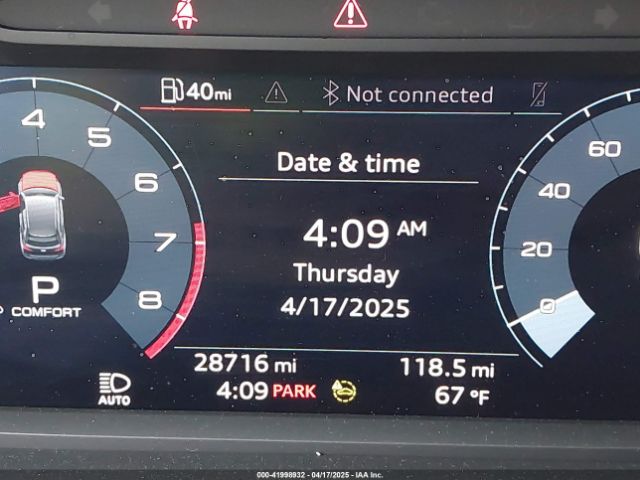 40mi Not connected
Date & time
4 5 6 7 8
60 40 20 0
4:09 AM
Thursday
4/17/2025
P
COMFORT
28716 mi 118.5 mi
AUTO 4:09 PARK 67 °F
000-41998932 - 04/17/2025 - IAA Inc.